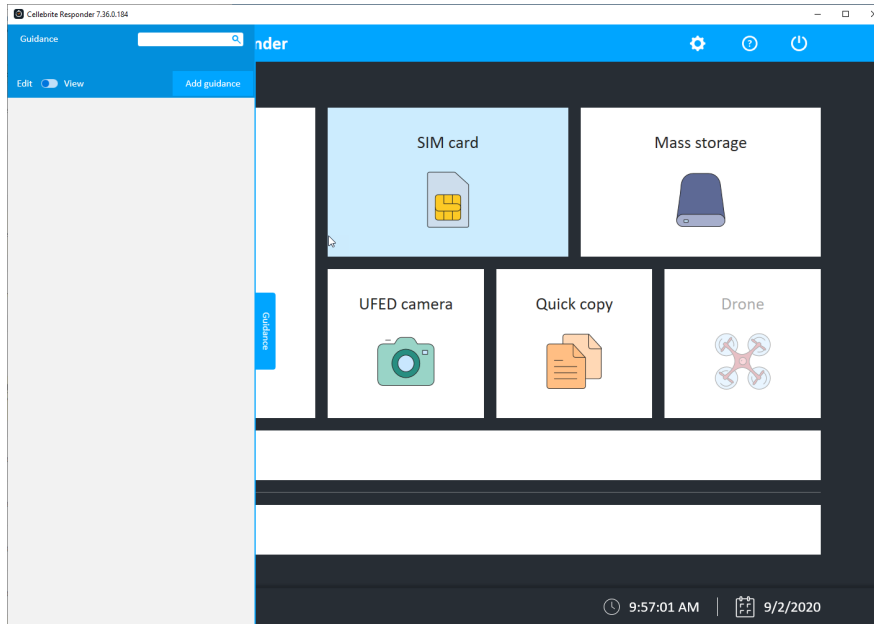 Cellebrite Responder 7.36.0.184
Guidance
nder
Edit View Add guidance
SIM card
Mass storage
UFED camera
Quick copy
Drone
Guidance
9:57:01 AM
9/2/2020